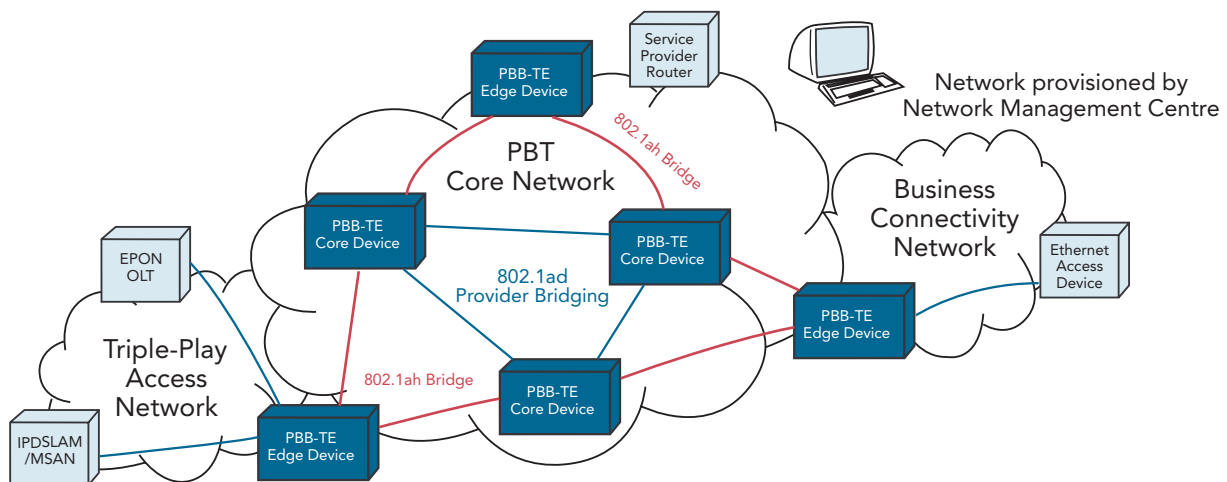 Service
Provider
Router
PBB-TE
Edge Device
Network provisioned by
Network Management Centre
802.1ah Bridge
PBT
Core Network
Business
Connectivity
Network
PBB-TE
Core Device
PBB-TE
Core Device
EPON
OLT
Ethernet
Access
Device
802.1ad
Provider Bridging
PBB-TE
Edge Device
Triple-Play
Access
Network
802.1ah Bridge
PBB-TE
Core Device
IPDSLAM
/MSAN
PBB-TE
Edge Device